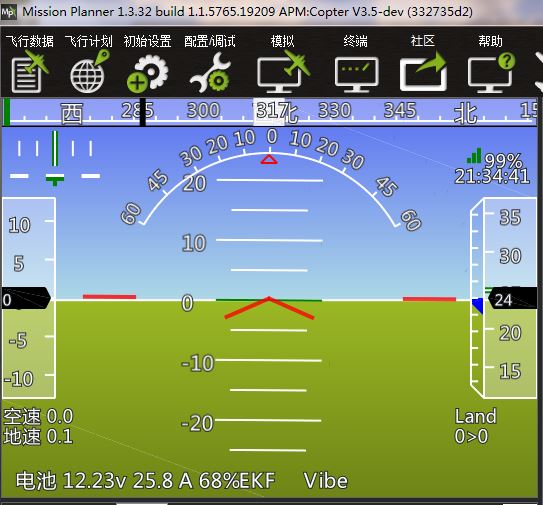 Mission Planner 1.3.32 build 1.1.5765.19209 APM:Copter V3.5-dev (332735d2)
飞行数据 飞行计划 初始设置 配置/调试 模拟 终端 社区 帮助
西 285 300 317 北 330 345 北 15
60 45 30 20 10 0 10 20 30 45 60
99%
21:34:41
20
10
0
-10
-20
10
5
0
-5
-10
35
30
24
20
15
空速 0.0
地速 0.1
Land
0>0
电池 12.23v 25.8 A 68% EKF Vibe